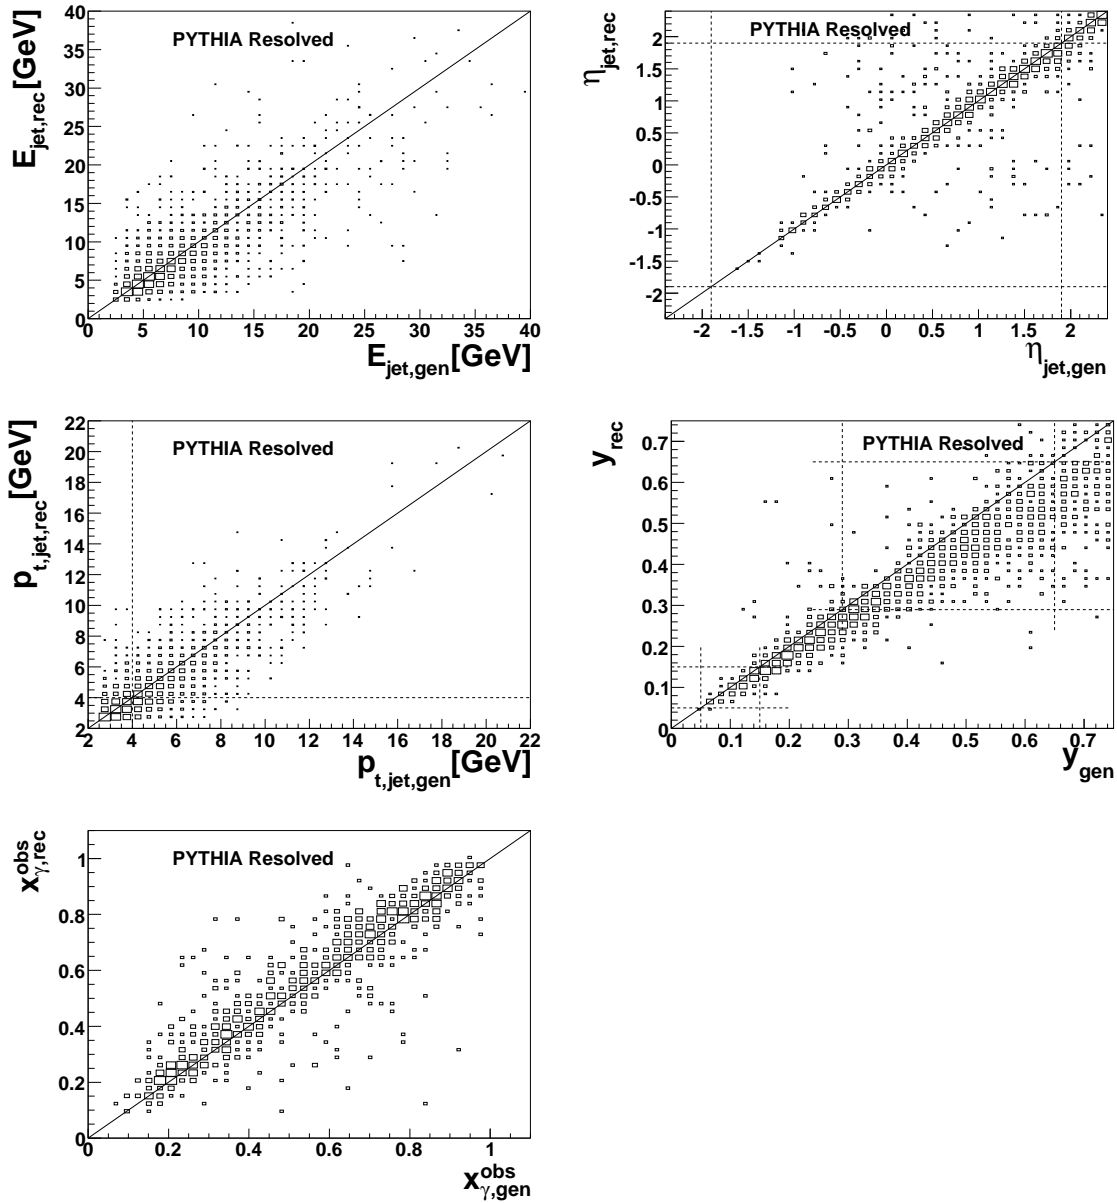 E_jet,rec [GeV]
PYTHIA Resolved
40
35
30
25
20
15
10
5
0
0 5 10 15 20 25 30 35 40
E_jet,gen [GeV]
η_jet,rec
PYTHIA Resolved
2
1.5
1
0.5
0
-0.5
-1
-1.5
-2
-2 -1.5 -1 -0.5 0 0.5 1 1.5 2
η_jet,gen
p_t,jet,rec [GeV]
PYTHIA Resolved
22
20
18
16
14
12
10
8
6
4
2
2 4 6 8 10 12 14 16 18 20 22
p_t,jet,gen [GeV]
y_rec
PYTHIA Resolved
0.7
0.6
0.5
0.4
0.3
0.2
0.1
0
0 0.1 0.2 0.3 0.4 0.5 0.6 0.7
y_gen
x^obs_γ,rec
PYTHIA Resolved
1
0.8
0.6
0.4
0.2
0
0 0.2 0.4 0.6 0.8 1
x^obs_γ,gen